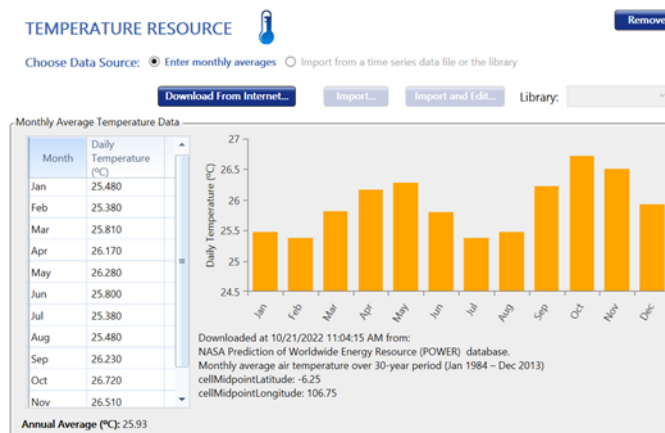 TEMPERATURE RESOURCE
Remove
Choose Data Source: Enter monthly averages Import from a time series data file or the library
Download From Internet... Import... Import and Edit... Library:
Monthly Average Temperature Data
Month Daily Temperature (ºC)
Jan 25.480
Feb 25.380
Mar 25.810
Apr 26.170
May 26.280
Jun 25.800
Jul 25.380
Aug 25.480
Sep 26.230
Oct 26.720
Nov 26.510
Annual Average (ºC): 25.93
Daily Temperature (ºC)
27
26.5
26
25.5
25
24.5
Jan Feb Mar Apr May Jun Jul Aug Sep Oct Nov Dec
Downloaded at 10/21/2022 11:04:15 AM from:
NASA Prediction of Worldwide Energy Resource (POWER) database.
Monthly average air temperature over 30-year period (Jan 1984 – Dec 2013)
cellMidpointLatitude: -6.25
cellMidpointLongitude: 106.75